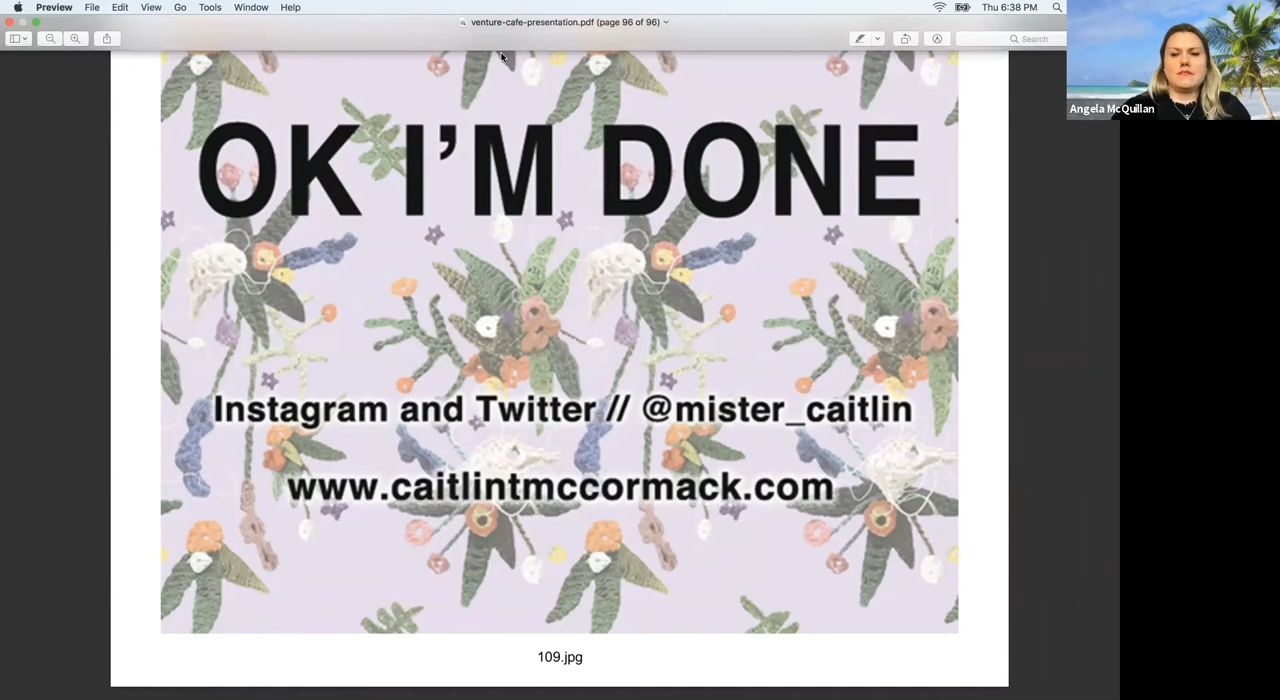 Preview File Edit View Go Tools Window Help Thu 6:38 PM
venture-cafe-presentation.pdf (page 96 of 96)
Search
Angela McQuillan
OK I'M DONE
Instagram and Twitter // @mister_caitlin
www.caitlintmccormack.com
109.jpg